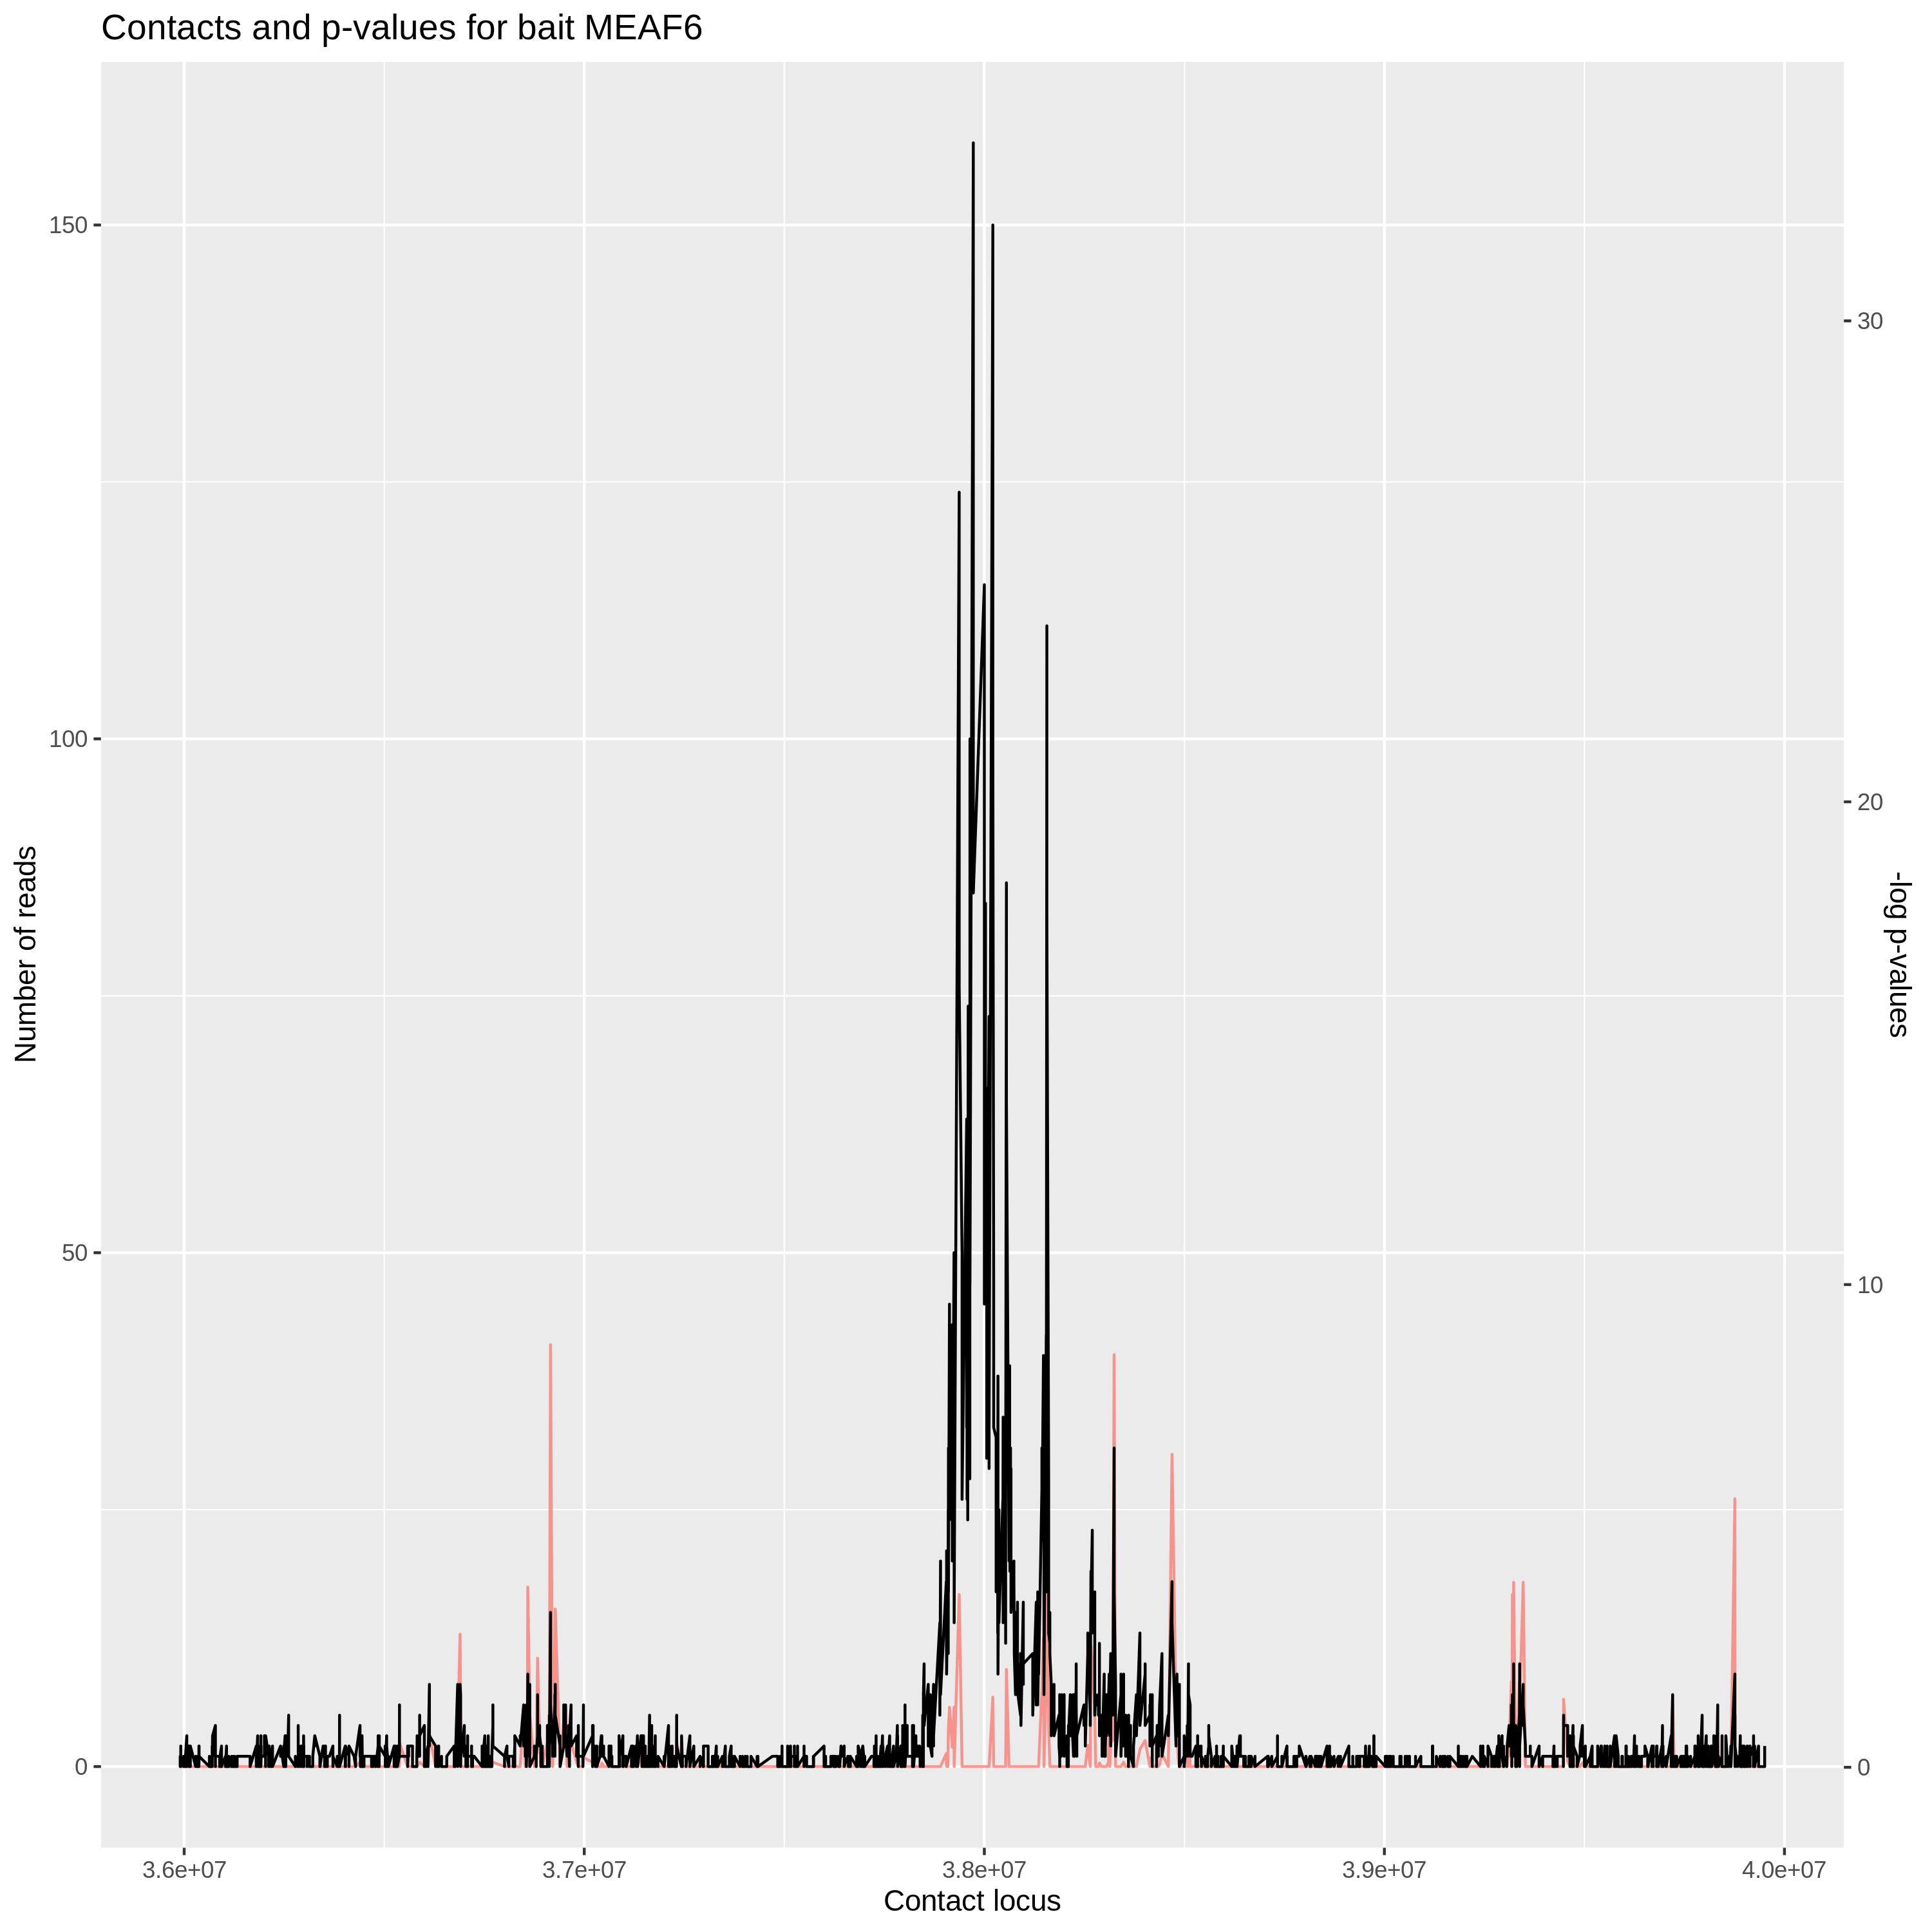 Contacts and p-values for bait MEAF6
150
100
50
0
Number of reads
30
20
10
0
-log p-values
3.6e+07 3.7e+07 3.8e+07 3.9e+07 4.0e+07
Contact locus